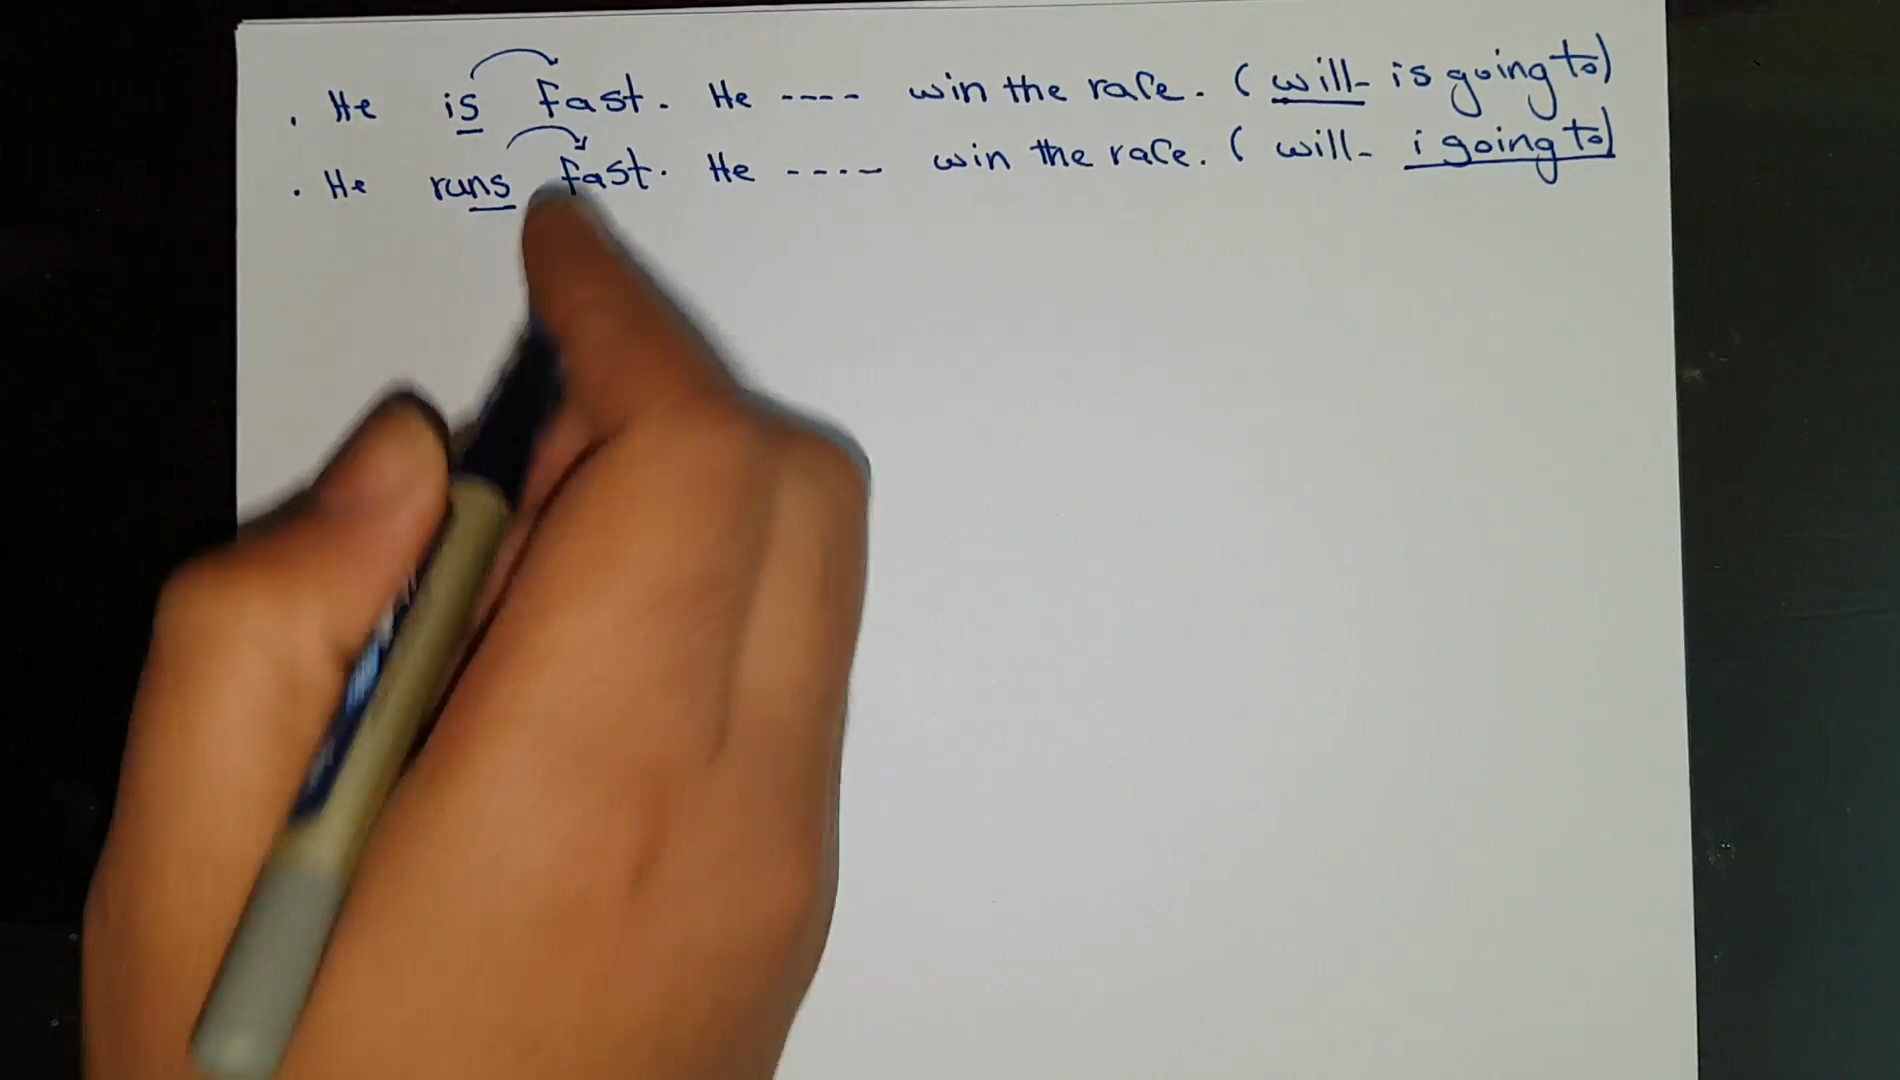 . He is fast. He ---- win the race. ( will- is going to)
. He runs fast. He ---- win the race. ( will- i going to)